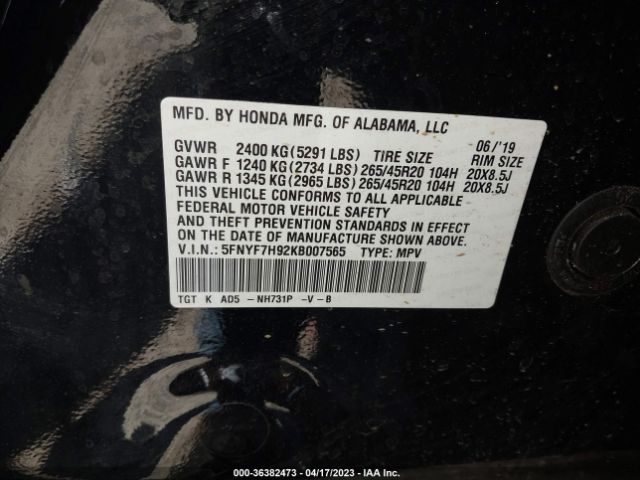 MFD. BY HONDA MFG. OF ALABAMA, LLC
GVWR 2400 KG (5291 LBS) TIRE SIZE 06/'19 RIM SIZE
GAWR F 1240 KG (2734 LBS) 265/45R20 104H 20X8.5J
GAWR R 1345 KG (2965 LBS) 265/45R20 104H 20X8.5J
THIS VEHICLE CONFORMS TO ALL APPLICABLE
FEDERAL MOTOR VEHICLE SAFETY
AND THEFT PREVENTION STANDARDS IN EFFECT
ON THE DATE OF MANUFACTURE SHOWN ABOVE.
V.I.N.: 5FNYF7H92KB007565 TYPE: MPV
TGT K AD5 -NH731P -V-B
000-36382473 - 04/17/2023 - IAA Inc.